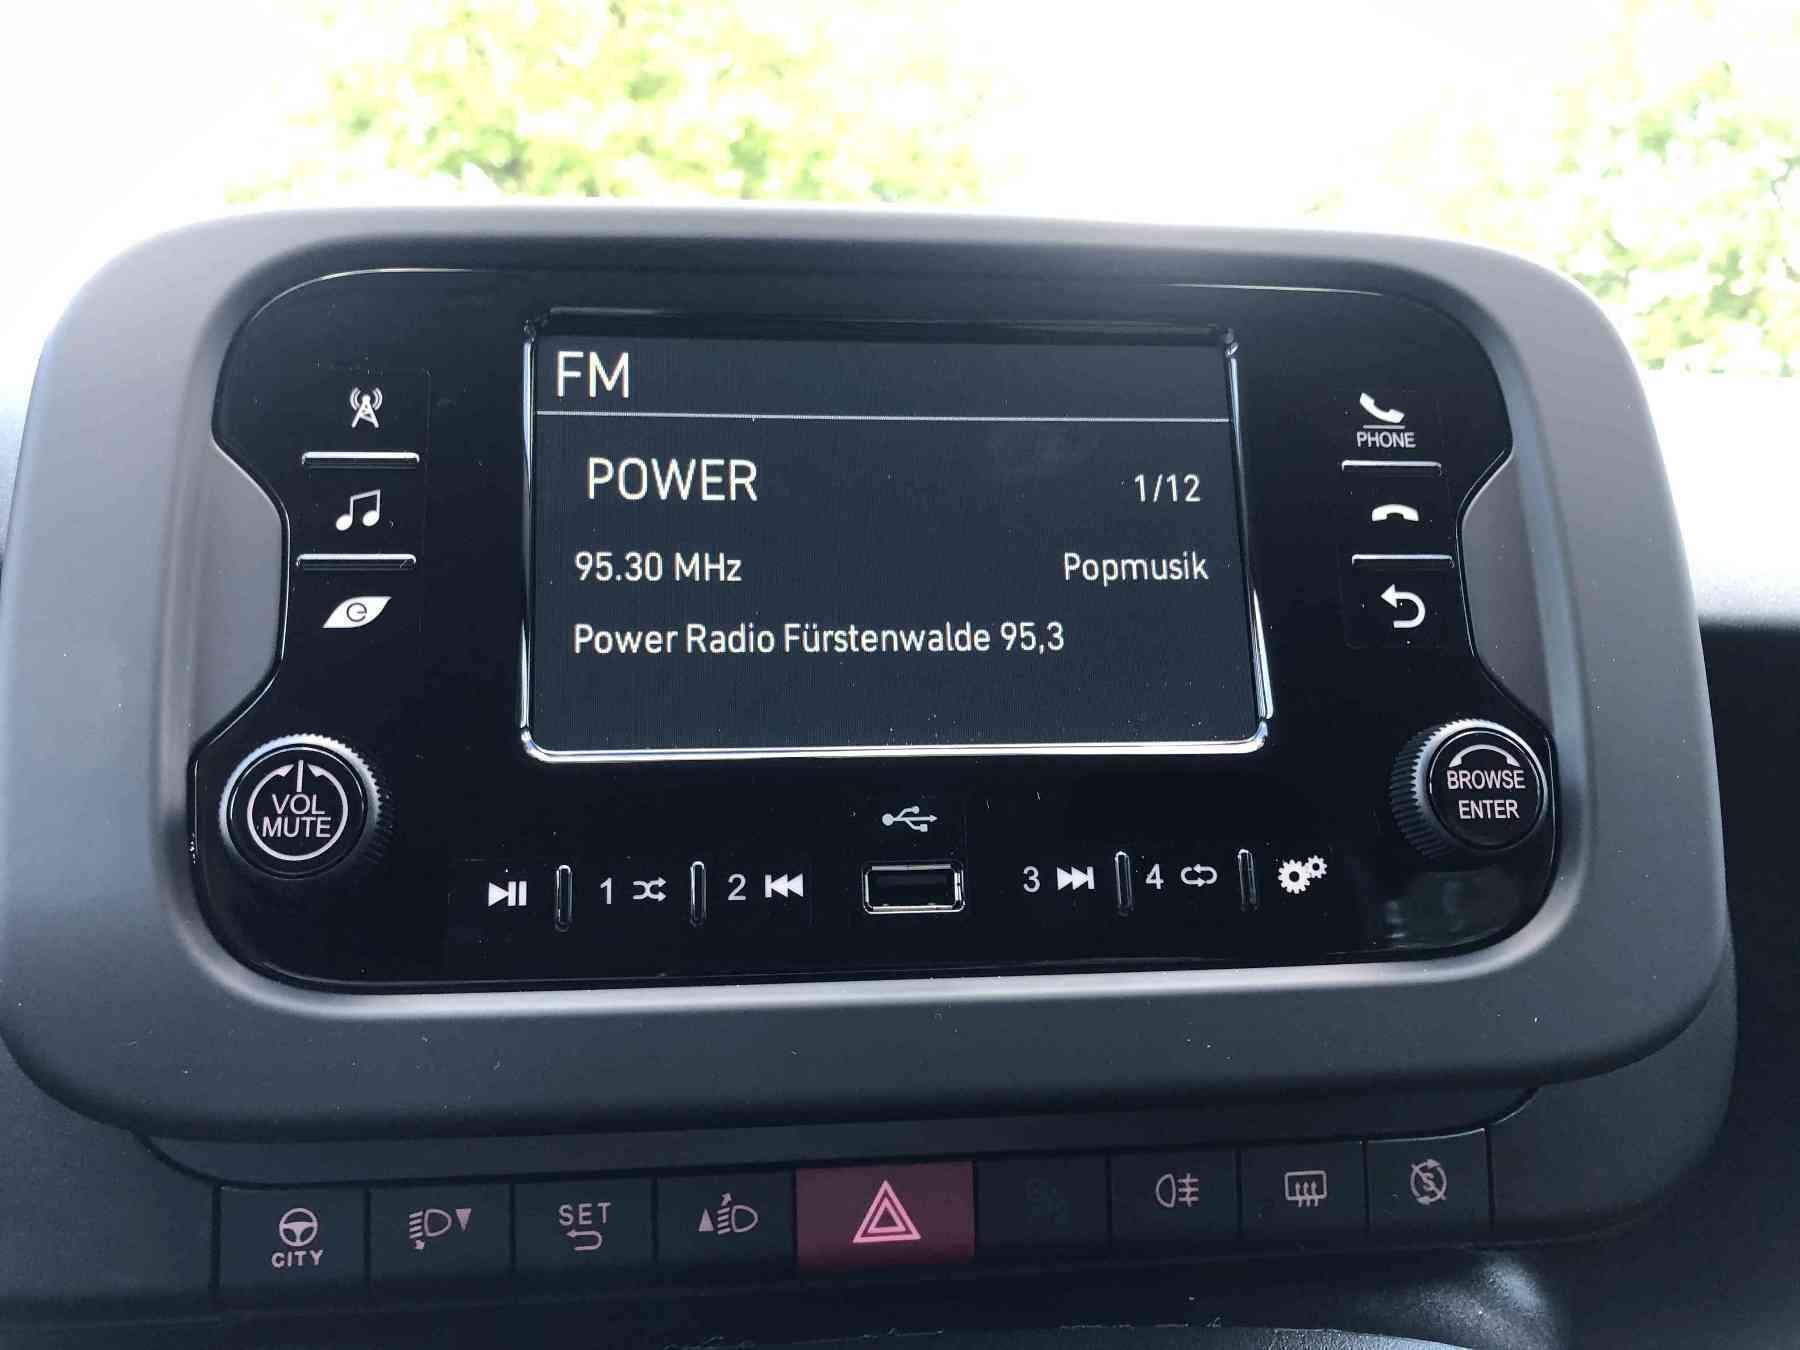 FM
POWER 1/12
95.30 MHz Popmusik
Power Radio Fürstenwalde 95,3
PHONE
VOL
MUTE
BROWSE
ENTER
1 2 3 4
CITY
SET